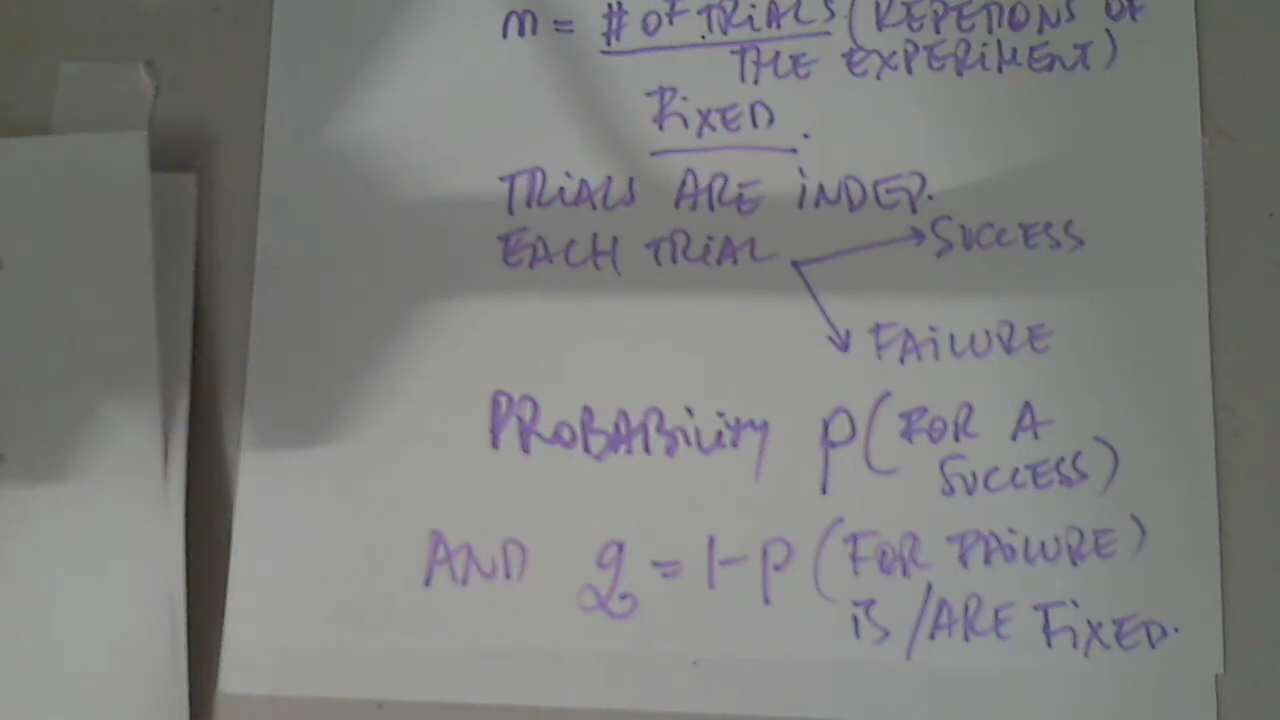 n = # OF TRIALS (REPETIONS OF
THE EXPERIMENT)
FIXED.
TRIALS ARE INDEP.
EACH TRIAL → SUCCESS
FAILURE
PROBABILITY p (FOR A
SUCCESS)
AND q = 1-p (FOR FAILURE)
IS/ARE FIXED.